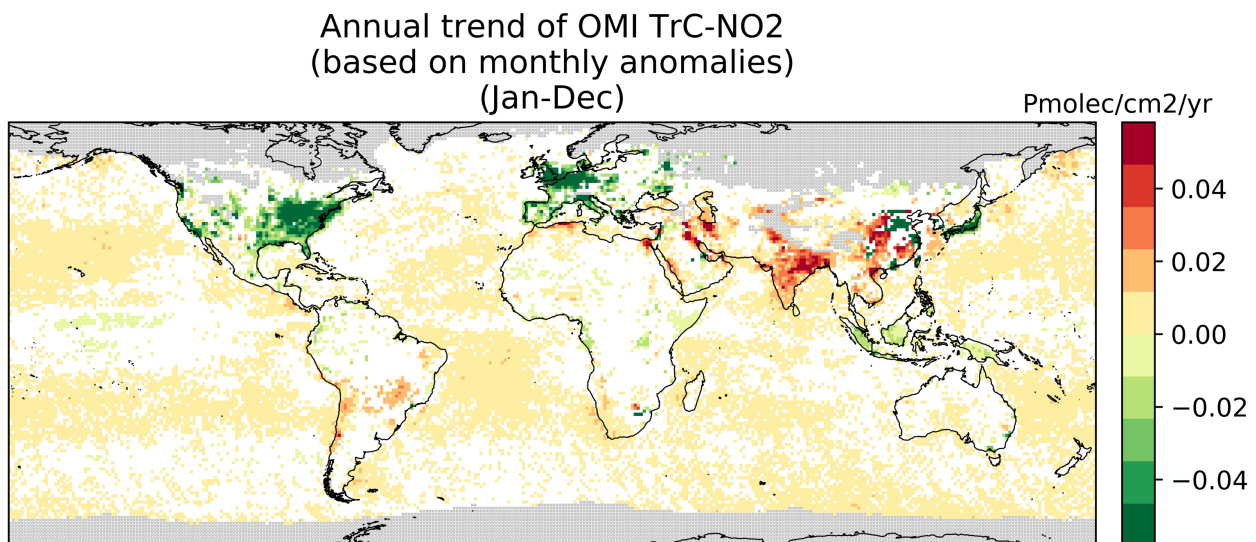 Annual trend of OMI TrC-NO2
(based on monthly anomalies)
(Jan-Dec)
Pmolec/cm2/yr
0.04
0.02
0.00
−0.02
−0.04